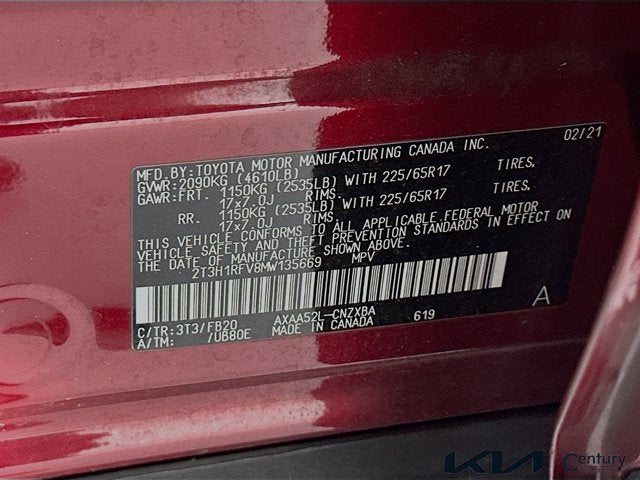 MFD.BY:TOYOTA MOTOR MANUFACTURING CANADA INC. 02/21
GVWR:2090KG (4610LB)
GAWR:FRT. 1150KG (2535LB) WITH 225/65R17 TIRES,
17x7.0J RIMS,
RR. 1150KG (2535LB) WITH 225/65R17 TIRES,
17x7.0J RIMS
THIS VEHICLE CONFORMS TO ALL APPLICABLE FEDERAL MOTOR
VEHICLE SAFETY AND THEFT PREVENTION STANDARDS IN EFFECT ON
THE DATE OF MANUFACTURE SHOWN ABOVE.
2T3H1RFV8MW135669 MPV
C/TR:3T3/FB20 AXAA52L-CNZXBA 619 A
A/TM: /UB80E MADE IN CANADA
KIA Century